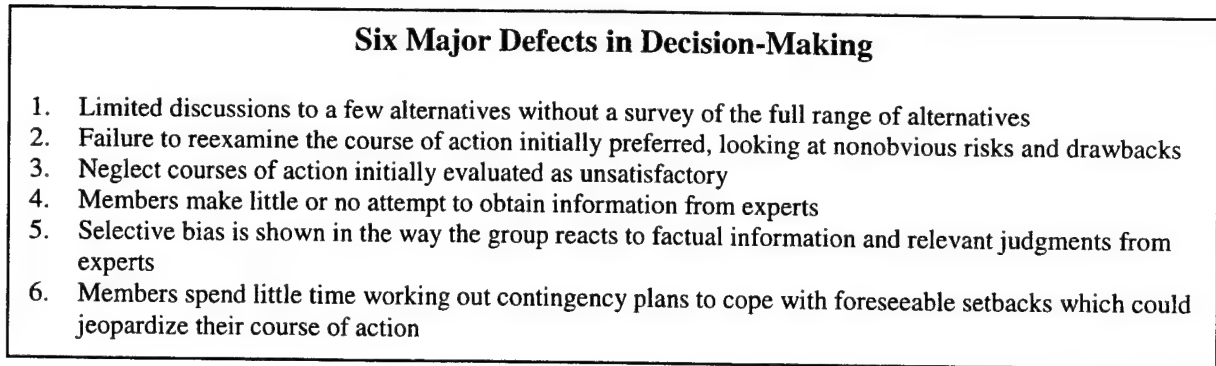 Six Major Defects in Decision-Making
1. Limited discussions to a few alternatives without a survey of the full range of alternatives
2. Failure to reexamine the course of action initially preferred, looking at nonobvious risks and drawbacks
3. Neglect courses of action initially evaluated as unsatisfactory
4. Members make little or no attempt to obtain information from experts
5. Selective bias is shown in the way the group reacts to factual information and relevant judgments from
experts
6. Members spend little time working out contingency plans to cope with foreseeable setbacks which could
jeopardize their course of action